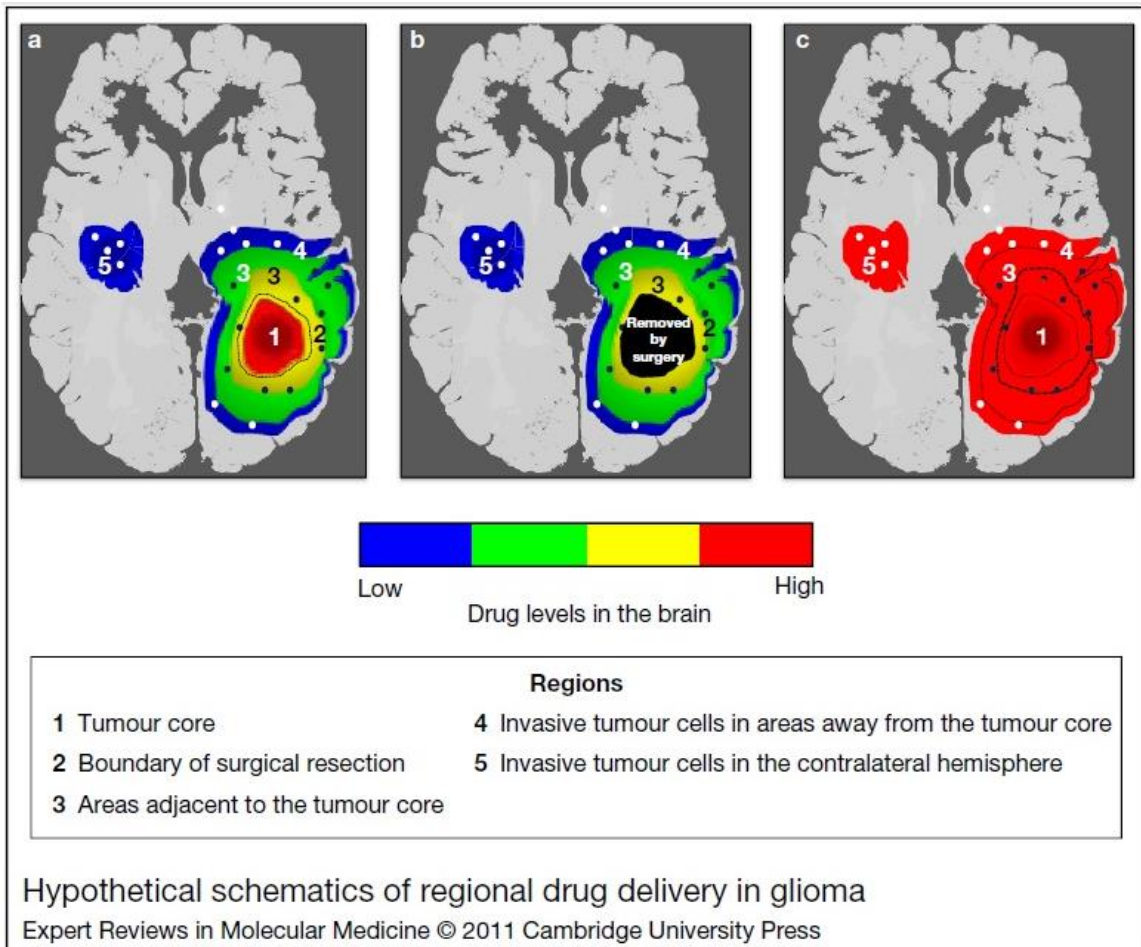 a
b
c
5
4
3
3
2
1
5
4
3
3
2
Removed
by
surgery
5
4
3
1
Low
High
Drug levels in the brain
Regions
1 Tumour core
2 Boundary of surgical resection
3 Areas adjacent to the tumour core
4 Invasive tumour cells in areas away from the tumour core
5 Invasive tumour cells in the contralateral hemisphere
Hypothetical schematics of regional drug delivery in glioma
Expert Reviews in Molecular Medicine © 2011 Cambridge University Press